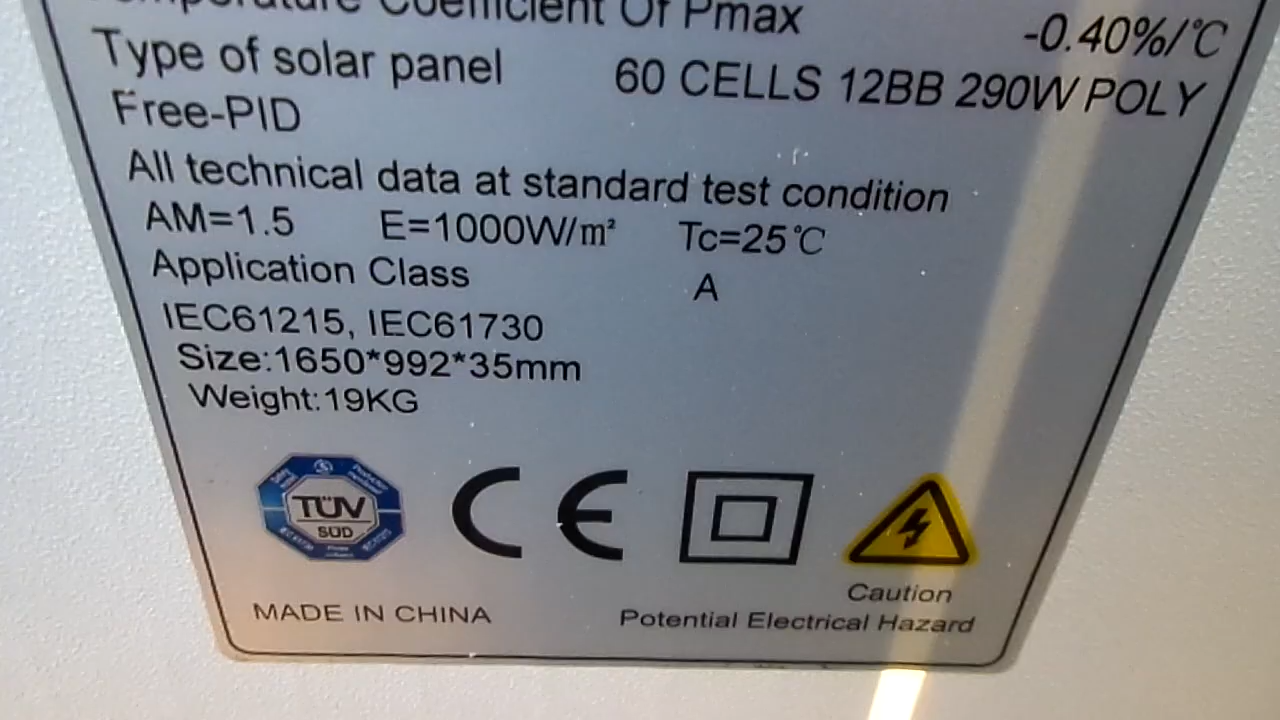 Temperature Coefficient Of Pmax -0.40%/℃
Type of solar panel 60 CELLS 12BB 290W POLY
Free-PID
All technical data at standard test condition
AM=1.5 E=1000W/m² Tc=25℃
Application Class A
IEC61215, IEC61730
Size:1650*992*35mm
Weight:19KG
TÜV
SÜD
CE
Caution
MADE IN CHINA Potential Electrical Hazard